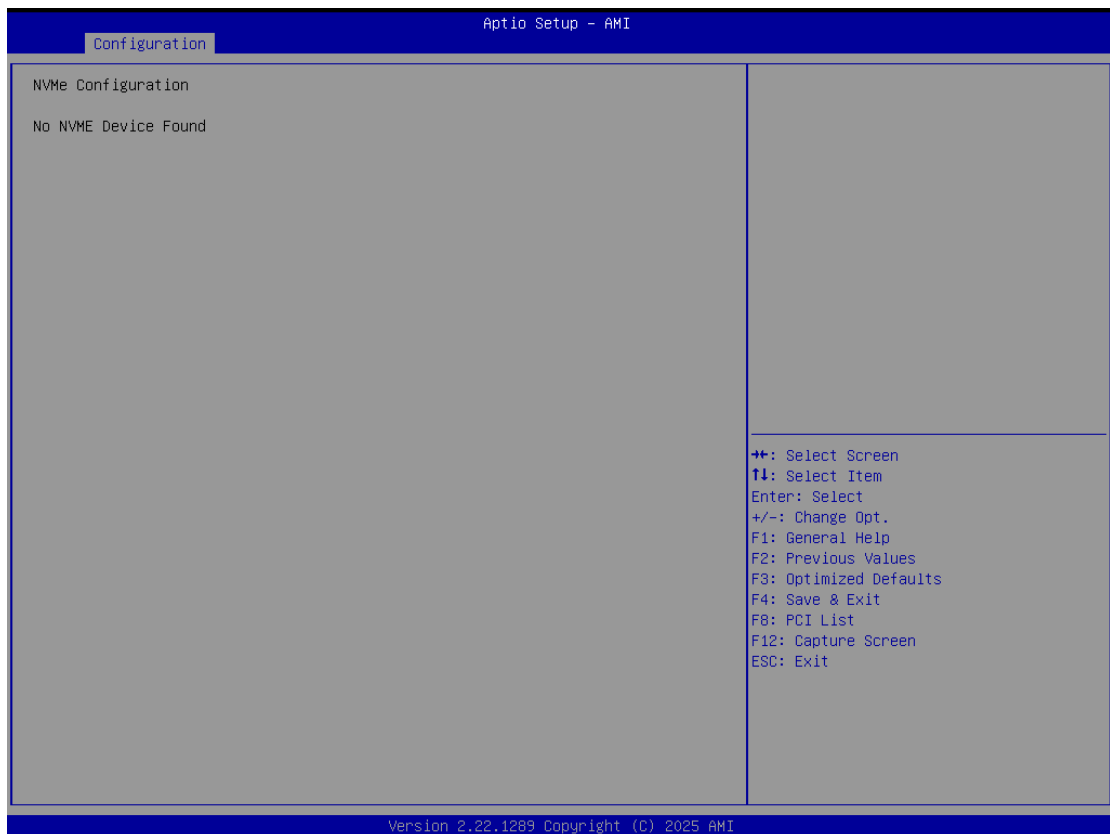 Aptio Setup - AMI
Configuration
NVMe Configuration
No NVME Device Found
→←: Select Screen
↑↓: Select Item
Enter: Select
+/-: Change Opt.
F1: General Help
F2: Previous Values
F3: Optimized Defaults
F4: Save & Exit
F8: PCI List
F12: Capture Screen
ESC: Exit
Version 2.22.1289 Copyright (C) 2025 AMI